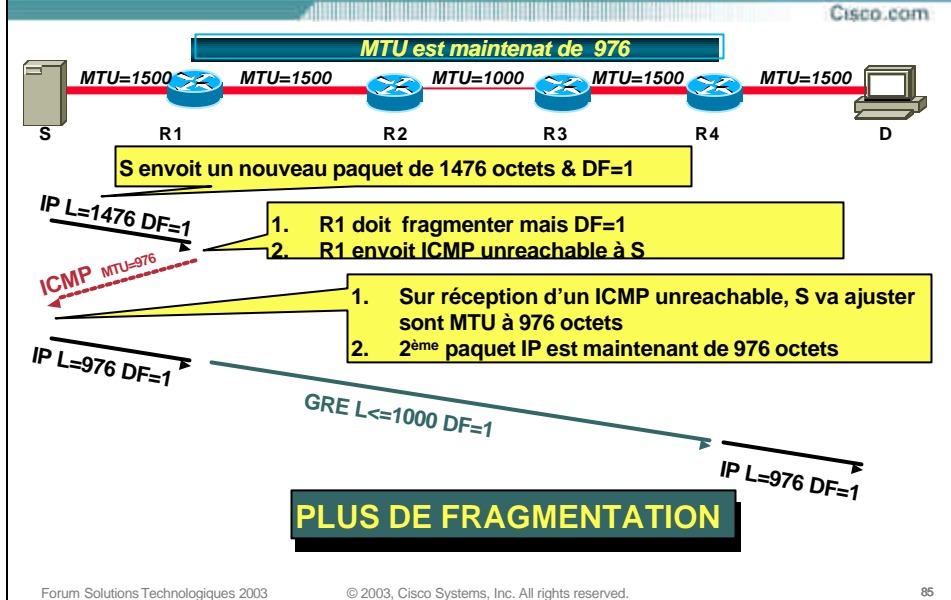 Cisco.com
MTU est maintenat de 976
MTU=1500 MTU=1500 MTU=1000 MTU=1500 MTU=1500
S R1 R2 R3 R4 D
S envoit un nouveau paquet de 1476 octets & DF=1
IP L=1476 DF=1
1. R1 doit fragmenter mais DF=1
2. R1 envoit ICMP unreachable à S
ICMP MTU=976
1. Sur réception d'un ICMP unreachable, S va ajuster
sont MTU à 976 octets
2. 2ème paquet IP est maintenant de 976 octets
IP L=976 DF=1
GRE L<=1000 DF=1
IP L=976 DF=1
PLUS DE FRAGMENTATION
Forum Solutions Technologiques 2003 © 2003, Cisco Systems, Inc. All rights reserved. 85